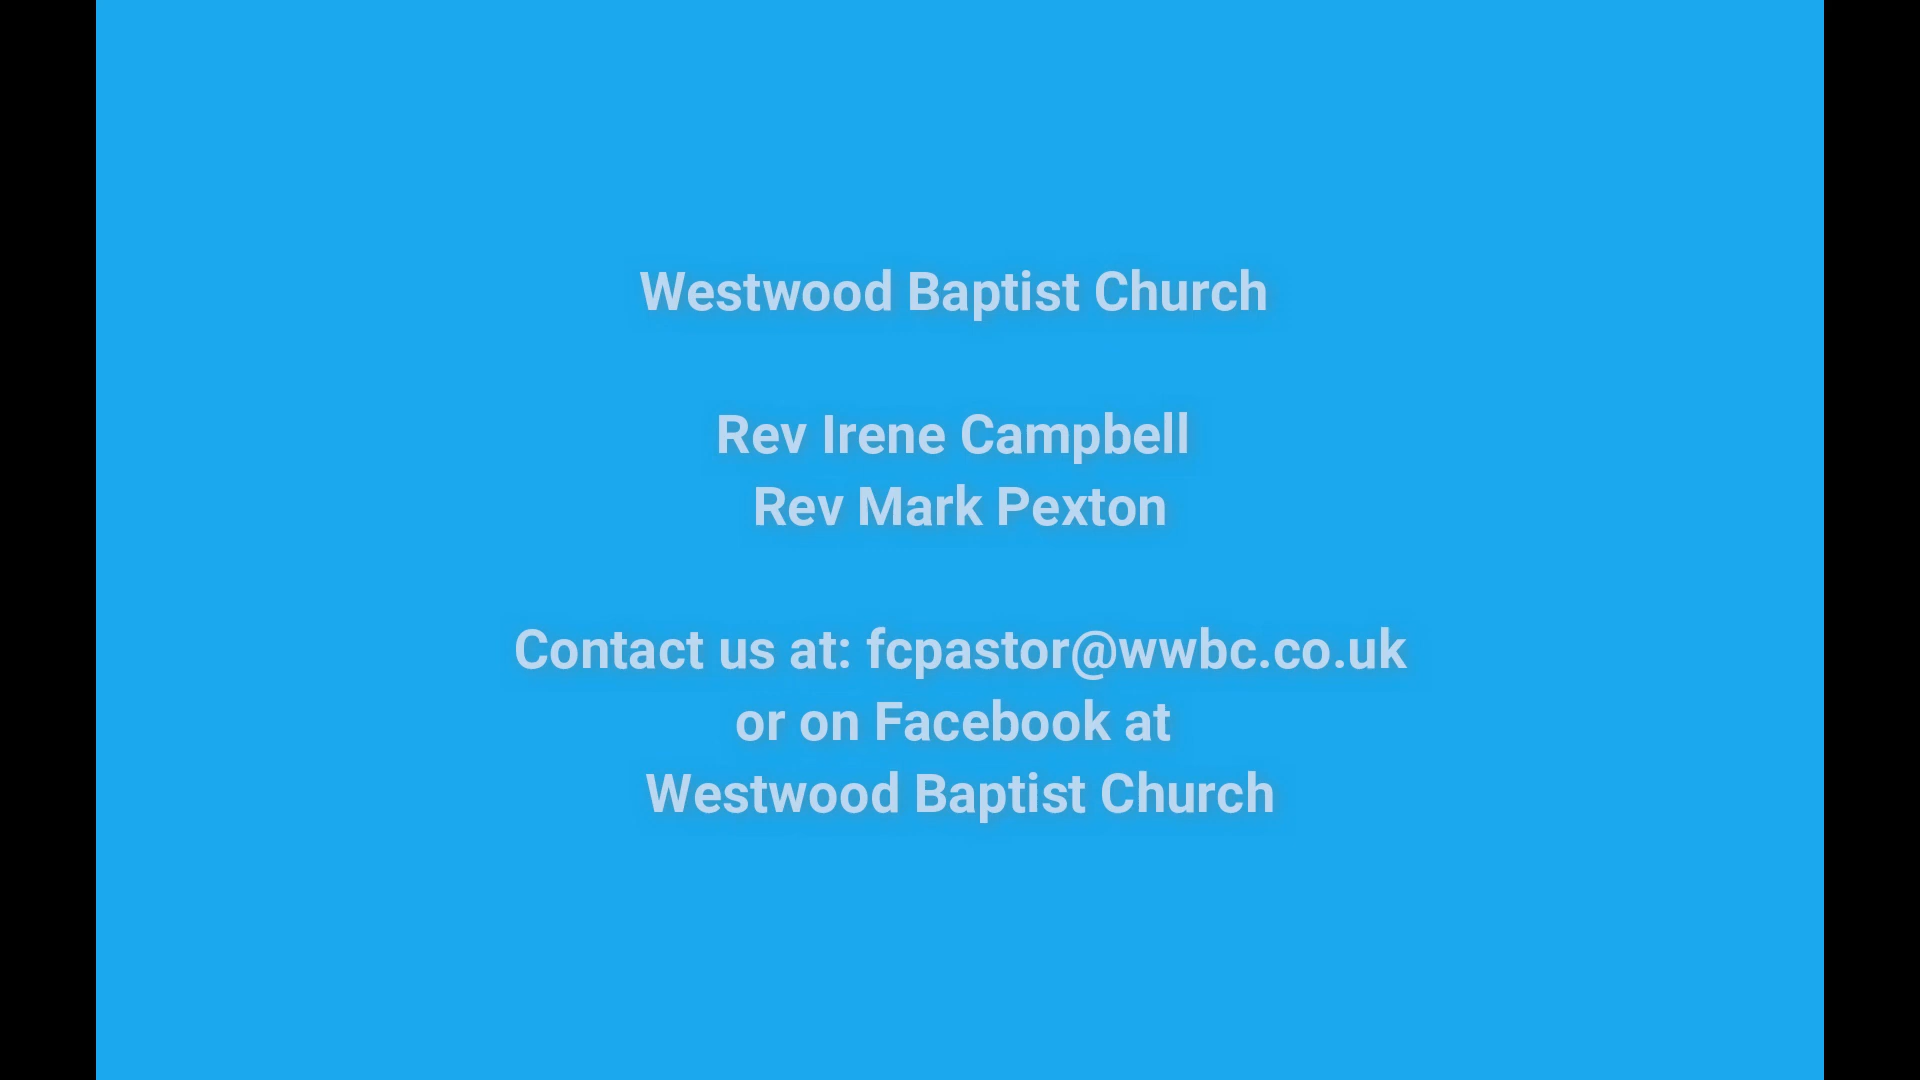 Westwood Baptist Church
Rev Irene Campbell
Rev Mark Pexton
Contact us at: fcpastor@wwbc.co.uk
or on Facebook at
Westwood Baptist Church